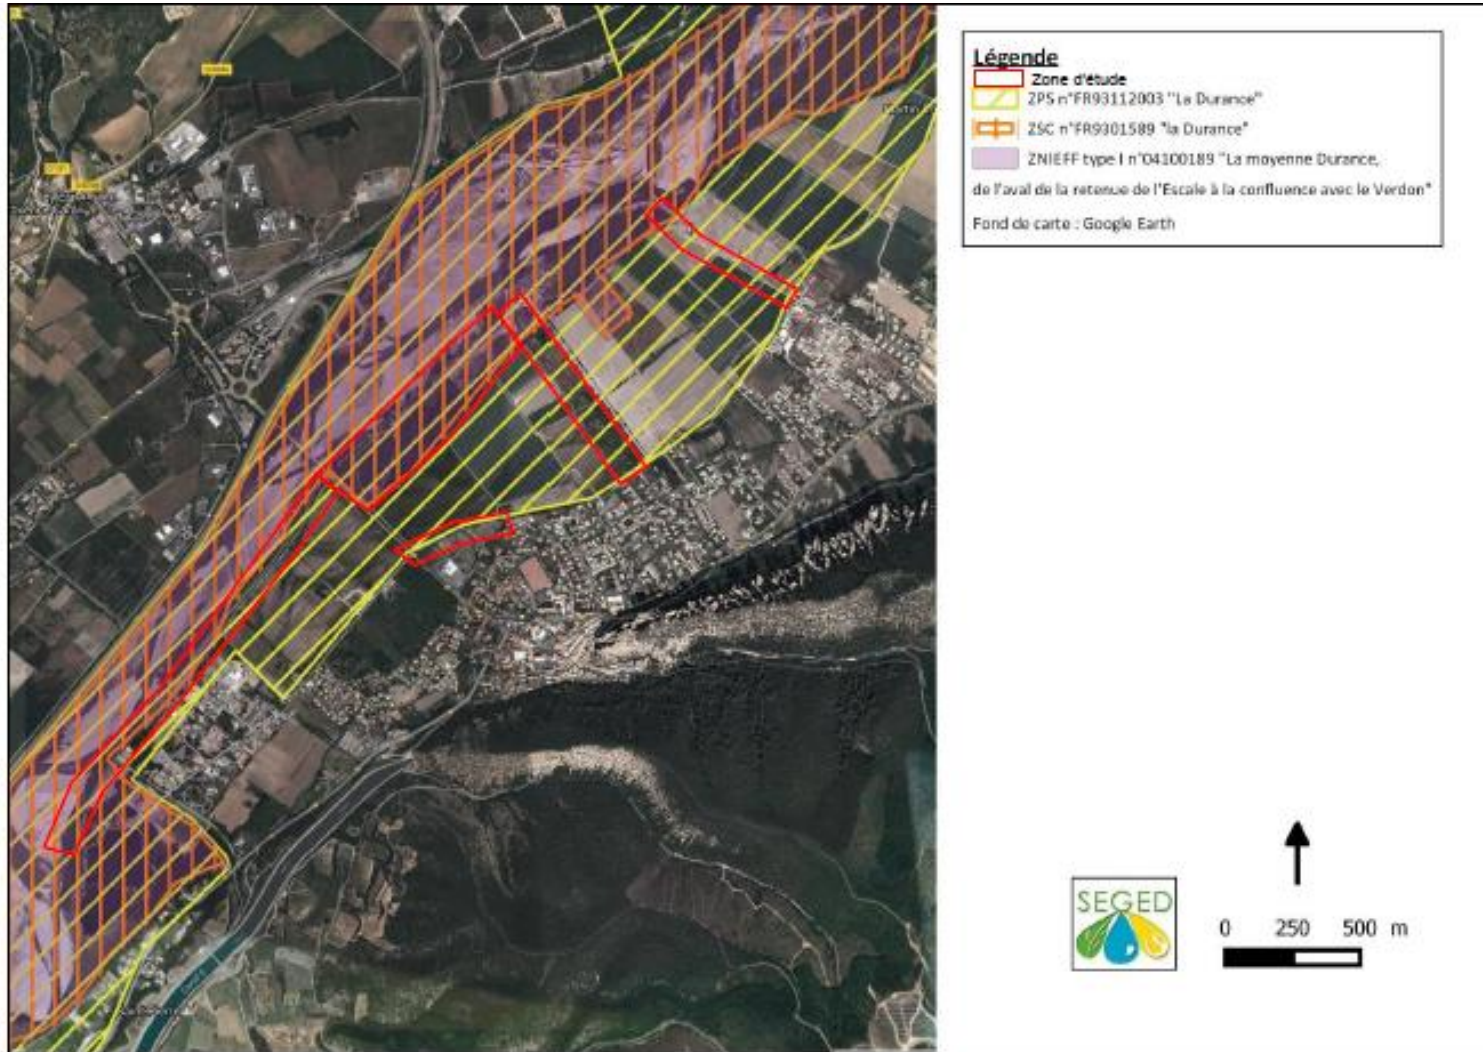 Légende
Zone d'étude
ZPS n°FR93112003 "La Durance"
ZSC n°FR9301589 "la Durance"
ZNIEFF type I n°04100189 "La moyenne Durance,
de l'aval de la retenue de l'Escale à la confluence avec le Verdon"
Fond de carte : Google Earth
SEGED
0 250 500 m